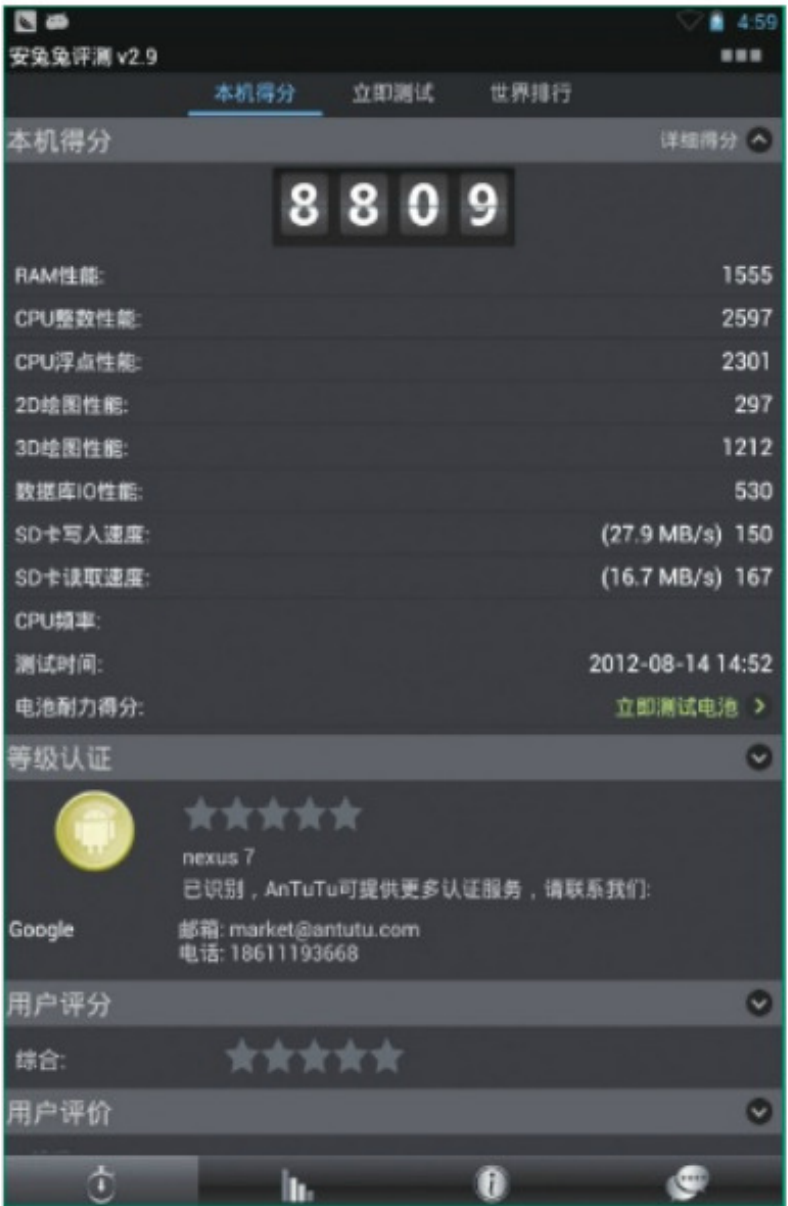 4:59
安兔兔评测 v2.9
本机得分 立即测试 世界排行
本机得分 详细得分
8809
RAM性能: 1555
CPU整数性能: 2597
CPU浮点性能: 2301
2D绘图性能: 297
3D绘图性能: 1212
数据库IO性能: 530
SD卡写入速度: (27.9 MB/s) 150
SD卡读取速度: (16.7 MB/s) 167
CPU频率:
测试时间: 2012-08-14 14:52
电池耐力得分: 立即测试电池
等级认证
nexus 7
已识别，AnTuTu可提供更多认证服务，请联系我们:
Google 邮箱: market@antutu.com
电话: 18611193668
用户评分
综合:
用户评价